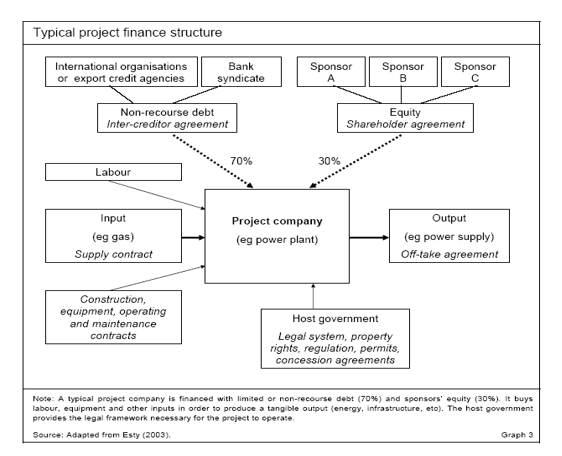 Typical project finance structure
International organisations
or export credit agencies
Bank
syndicate
Sponsor
A
Sponsor
B
Sponsor
C
Non-recourse debt
Inter-creditor agreement
Equity
Shareholder agreement
70%
30%
Labour
Input
(eg gas)
Supply contract
Project company
(eg power plant)
Output
(eg power supply)
Off-take agreement
Construction,
equipment, operating
and maintenance
contracts
Host government
Legal system, property
rights, regulation, permits,
concession agreements
Note: A typical project company is financed with limited or non-recourse debt (70%) and sponsors' equity (30%). It buys
labour, equipment and other inputs in order to produce a tangible output (energy, infrastructure, etc). The host government
provides the legal framework necessary for the project to operate.
Source: Adapted from Esty (2003).
Graph 3